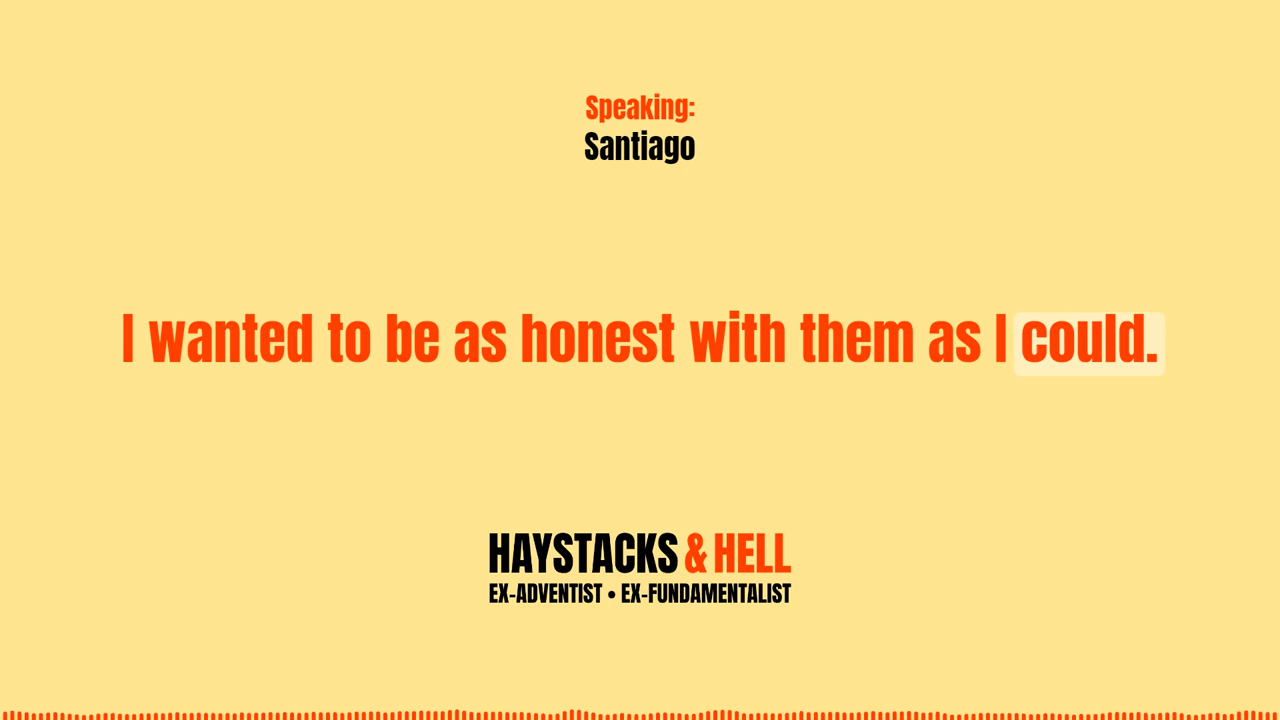 Speaking:
Santiago
I wanted to be as honest with them as I could.
HAYSTACKS & HELL
EX-ADVENTIST • EX-FUNDAMENTALIST